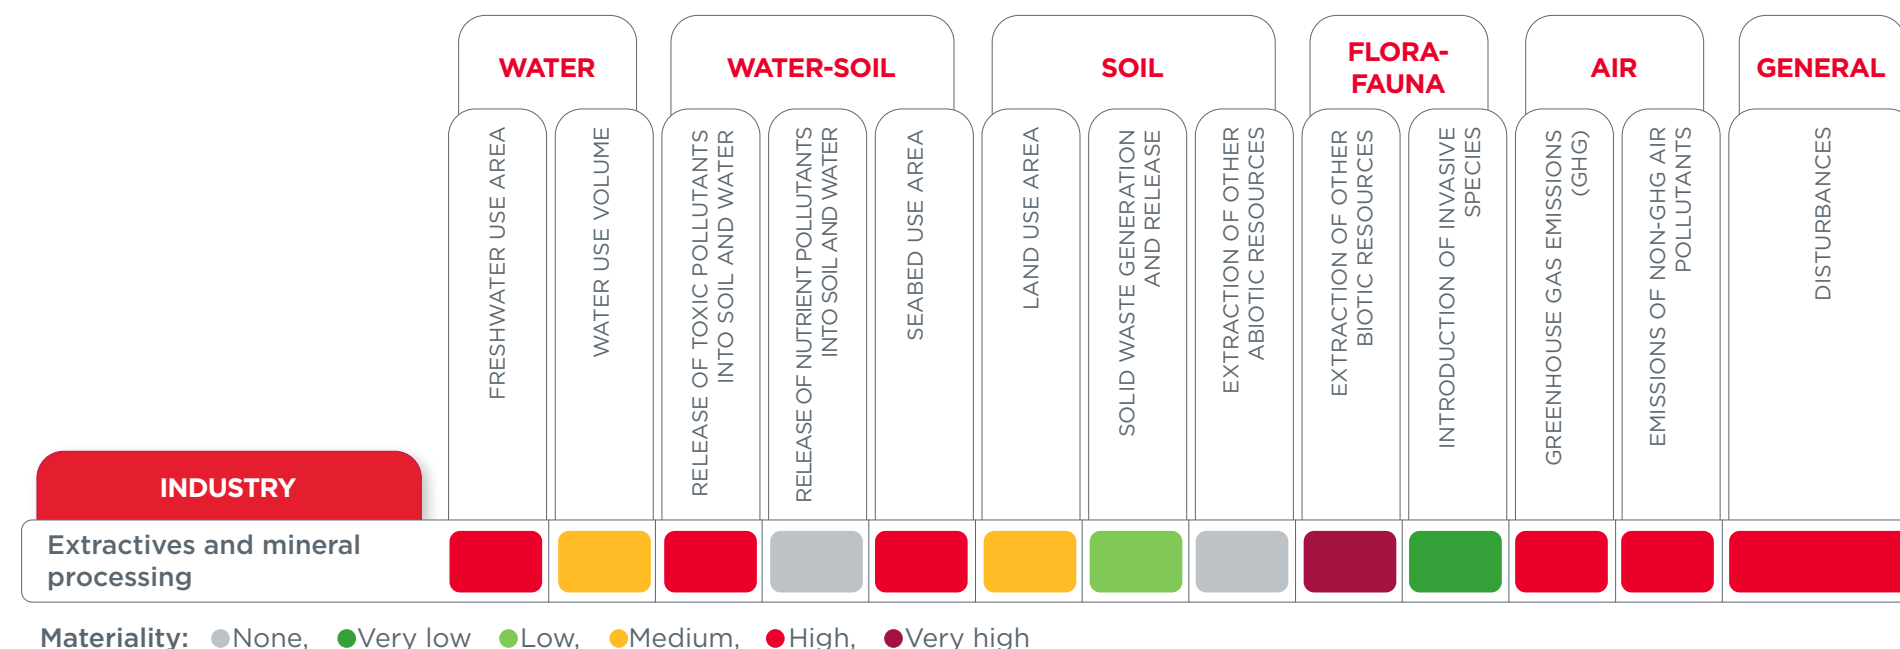 WATER
WATER-SOIL
SOIL
FLORA-
FAUNA
AIR
GENERAL
FRESHWATER USE AREA
WATER USE VOLUME
RELEASE OF TOXIC POLLUTANTS
INTO SOIL AND WATER
RELEASE OF NUTRIENT POLLUTANTS
INTO SOIL AND WATER
SEABED USE AREA
LAND USE AREA
SOLID WASTE GENERATION
AND RELEASE
EXTRACTION OF OTHER
ABIOTIC RESOURCES
EXTRACTION OF OTHER
BIOTIC RESOURCES
INTRODUCTION OF INVASIVE
SPECIES
GREENHOUSE GAS EMISSIONS
(GHG)
EMISSIONS OF NON-GHG AIR
POLLUTANTS
DISTURBANCES
INDUSTRY
Extractives and mineral
processing
Materiality: None, Very low Low, Medium, High, Very high